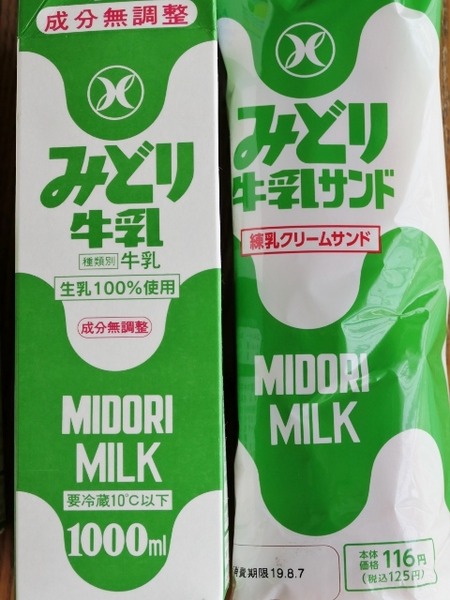 成分無調整
みどり
牛乳
種類別 牛乳
生乳100%使用
成分無調整
MIDORI
MILK
要冷蔵10℃以下
1000ml
みどり
牛乳サンド
練乳クリームサンド
MIDORI
MILK
消費期限19.8.7
本体
価格 116円
(税込125円)